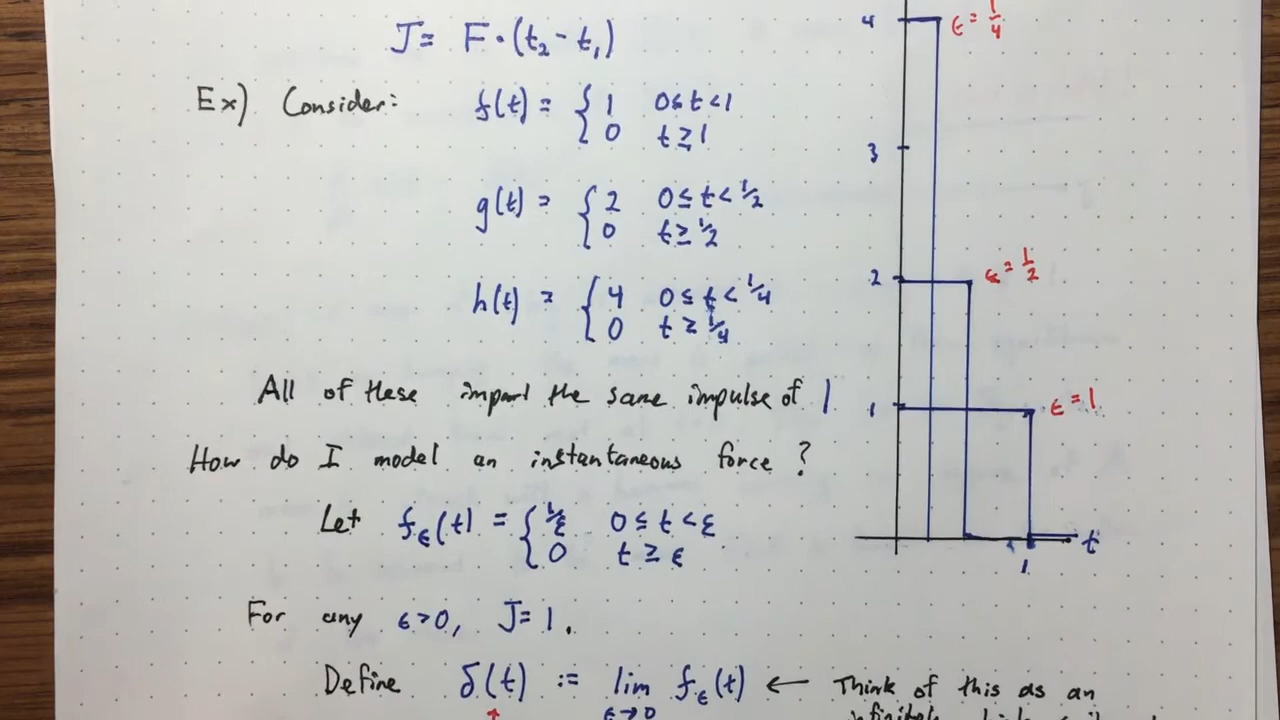 J = F·(t₂ - t₁)
Ex) Consider: f(t) = { 1 0≤t<1
0 t≥1
g(t) = { 2 0≤t<1/2
0 t≥1/2
h(t) = { 4 0≤t<1/4
0 t≥1/4
All of these impart the same impulse of 1
How do I model an instantaneous force?
Let f_ε(t) = { 1/ε 0≤t<ε
0 t≥ε
For any ε>0, J=1.
Define δ(t) := lim f_ε(t) ← Think of this as an
ε→0 infinitely
4 ε=1/4
3
2 ε=1/2
1 ε=1
t
1